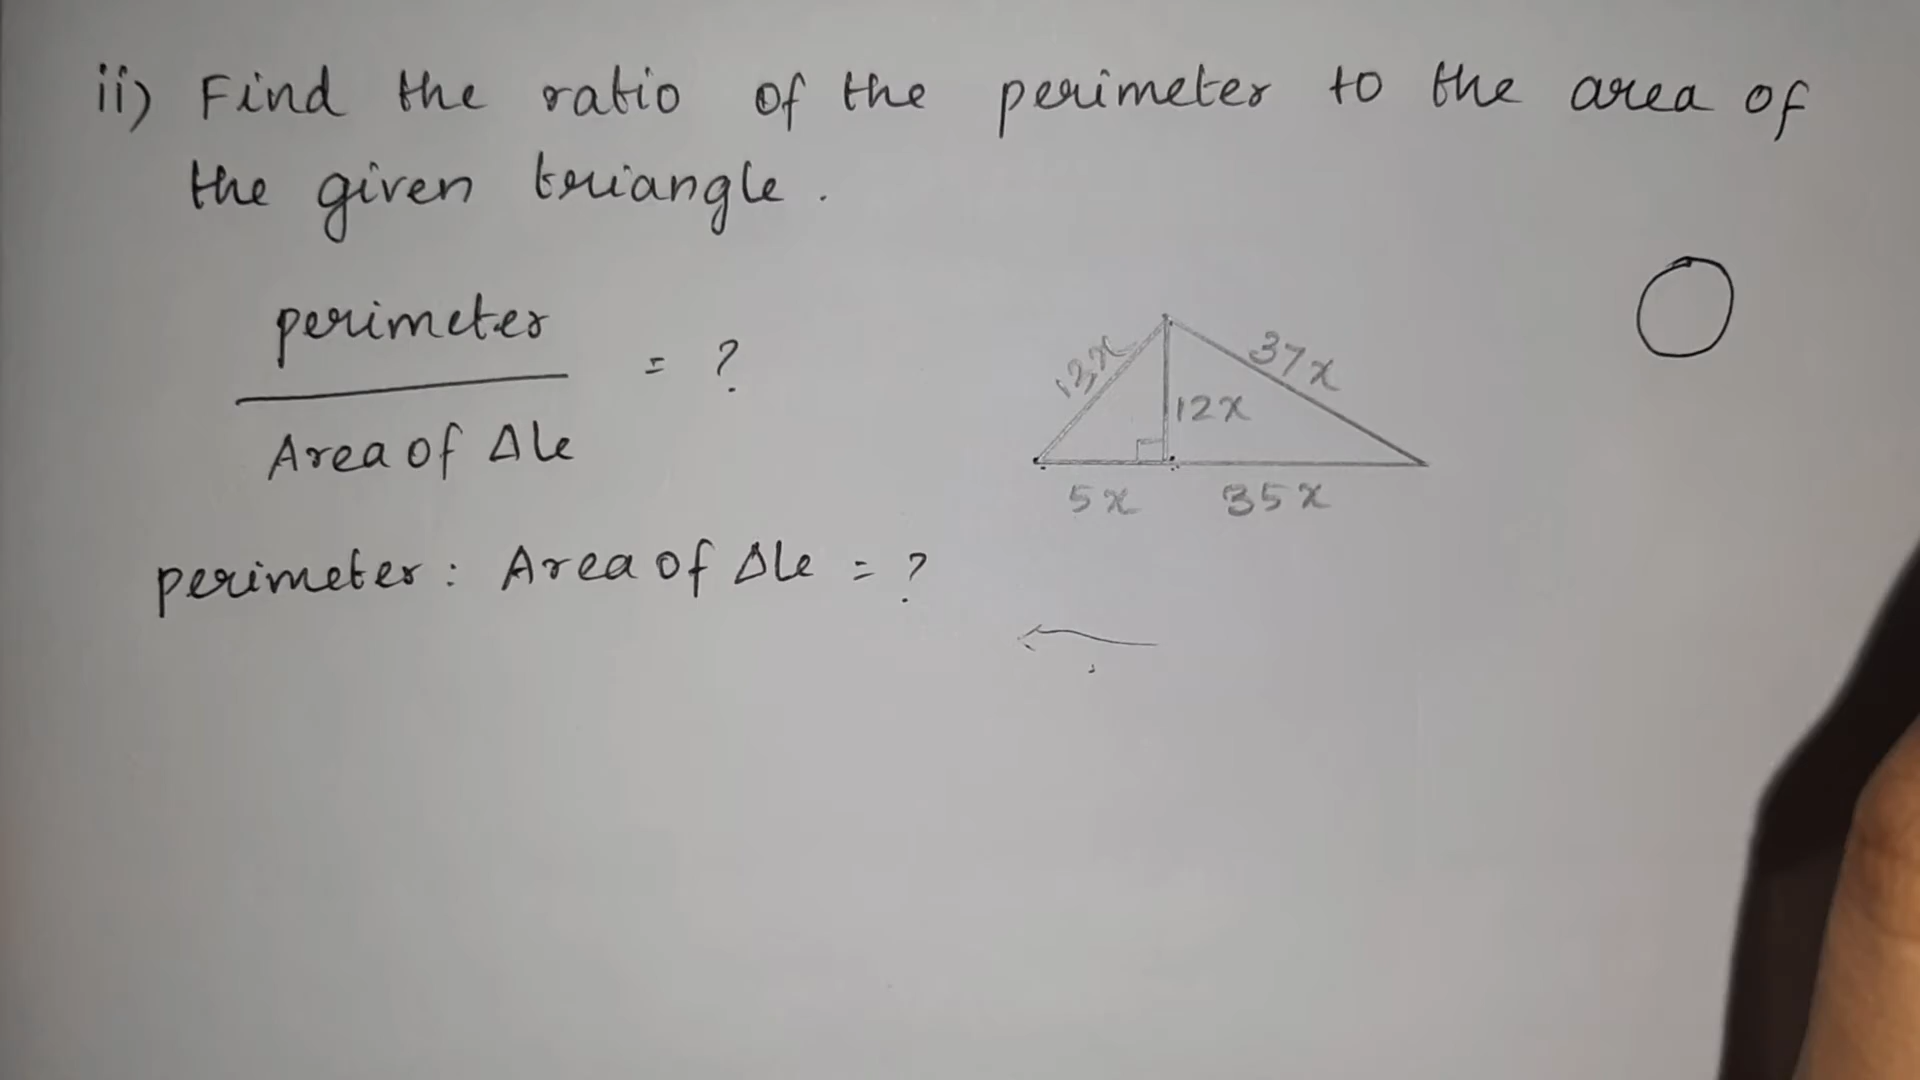 ii) Find the ratio of the perimeter to the area of
the given triangle.
perimeter
= ?
Area of Δle
13x
37x
12x
5x
35x
perimeter : Area of Δle = ?